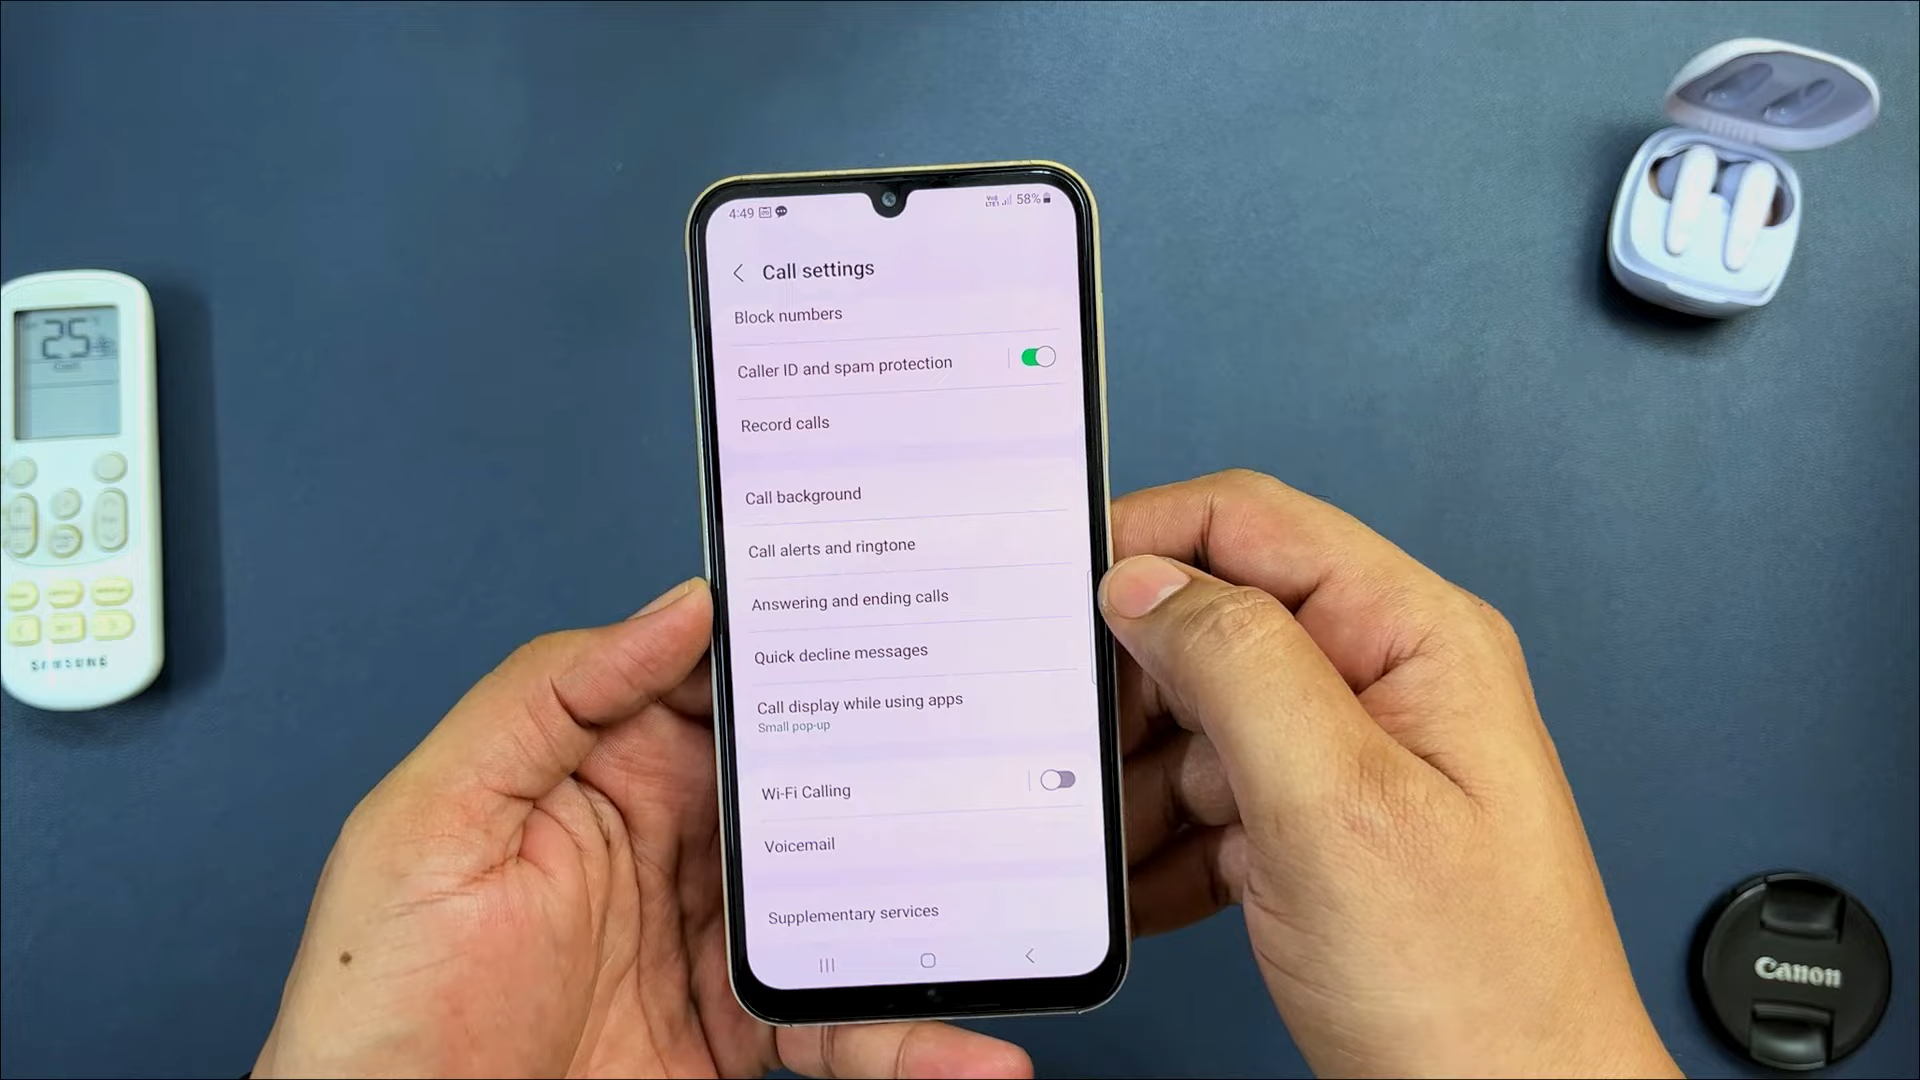 4:49
58%
Call settings
Block numbers
Caller ID and spam protection
Record calls
Call background
Call alerts and ringtone
Answering and ending calls
Quick decline messages
Call display while using apps
Small pop-up
Wi-Fi Calling
Voicemail
Supplementary services
25
SAMSUNG
Canon